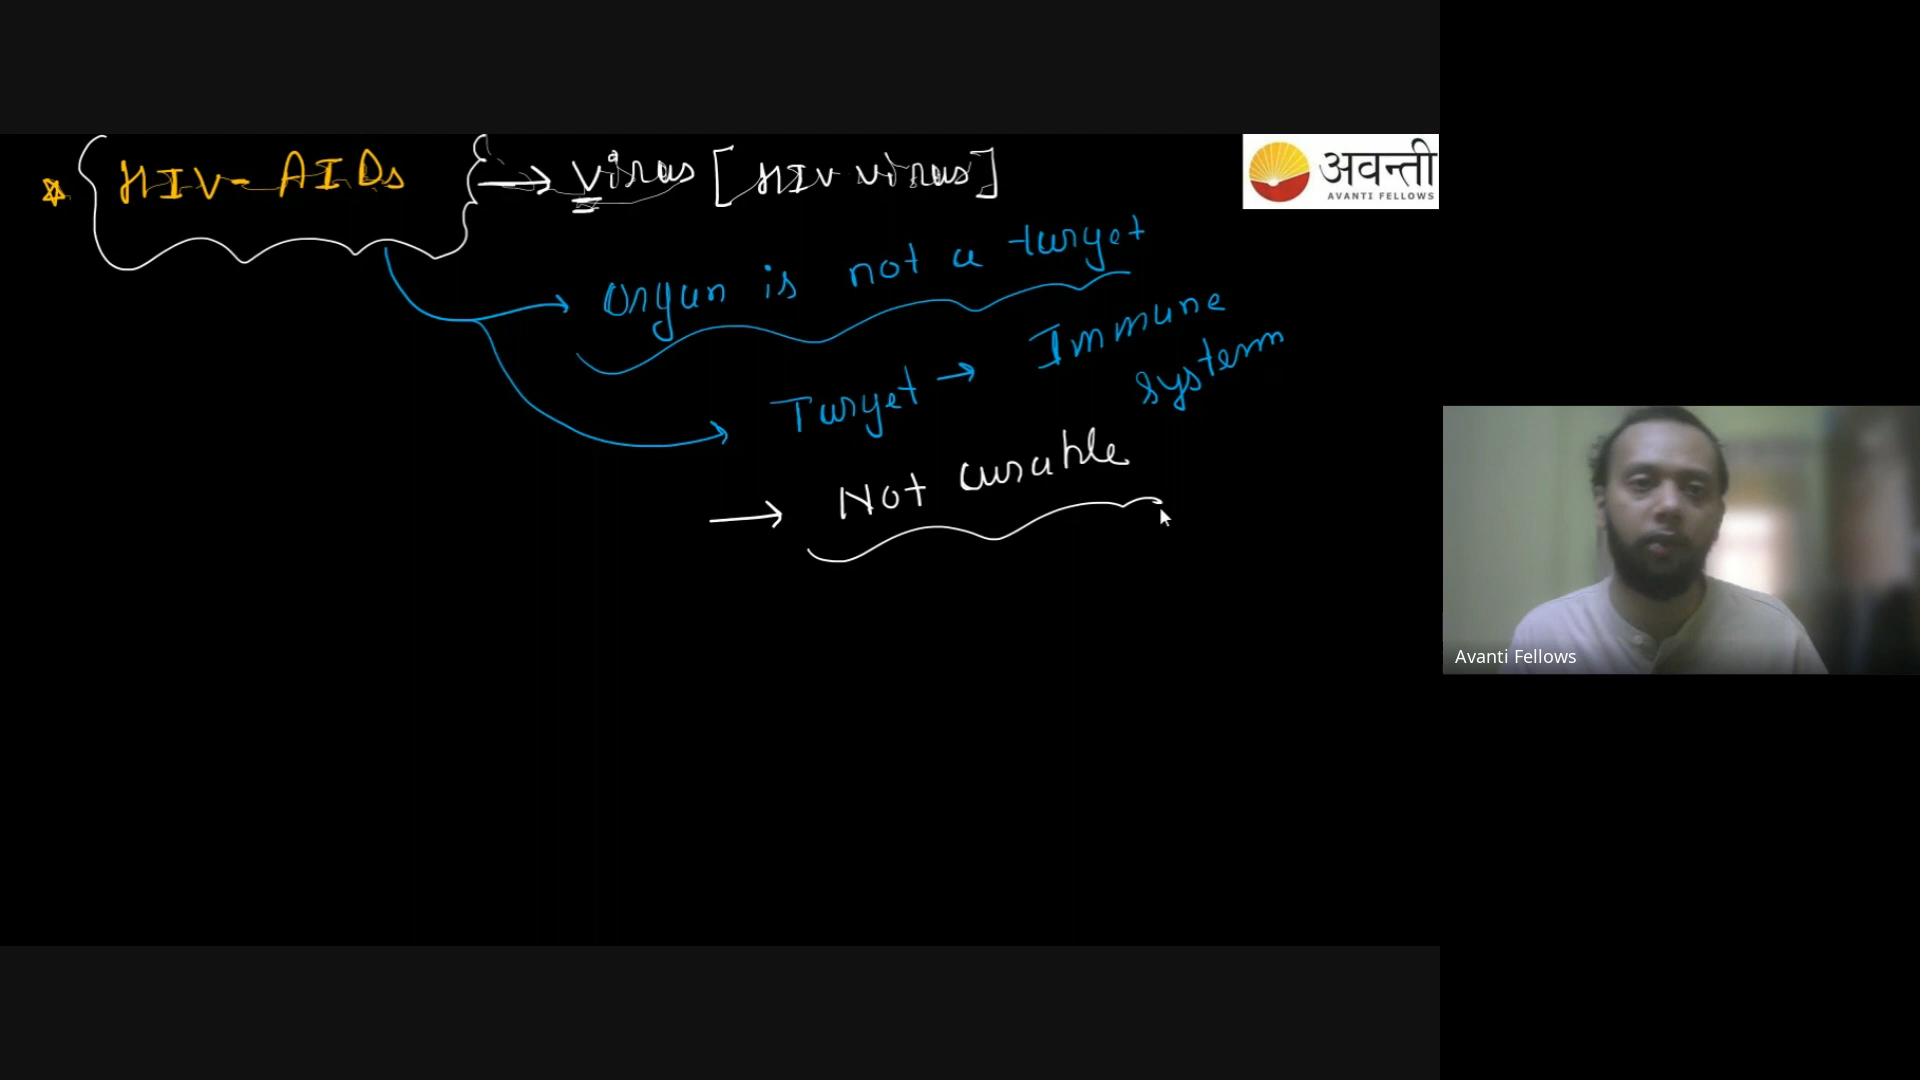 HIV-AIDs → Virus [HIV virus]
अवन्ती
AVANTI FELLOWS
Organ is not a target
Target → Immune
system
→ Not curable
Avanti Fellows